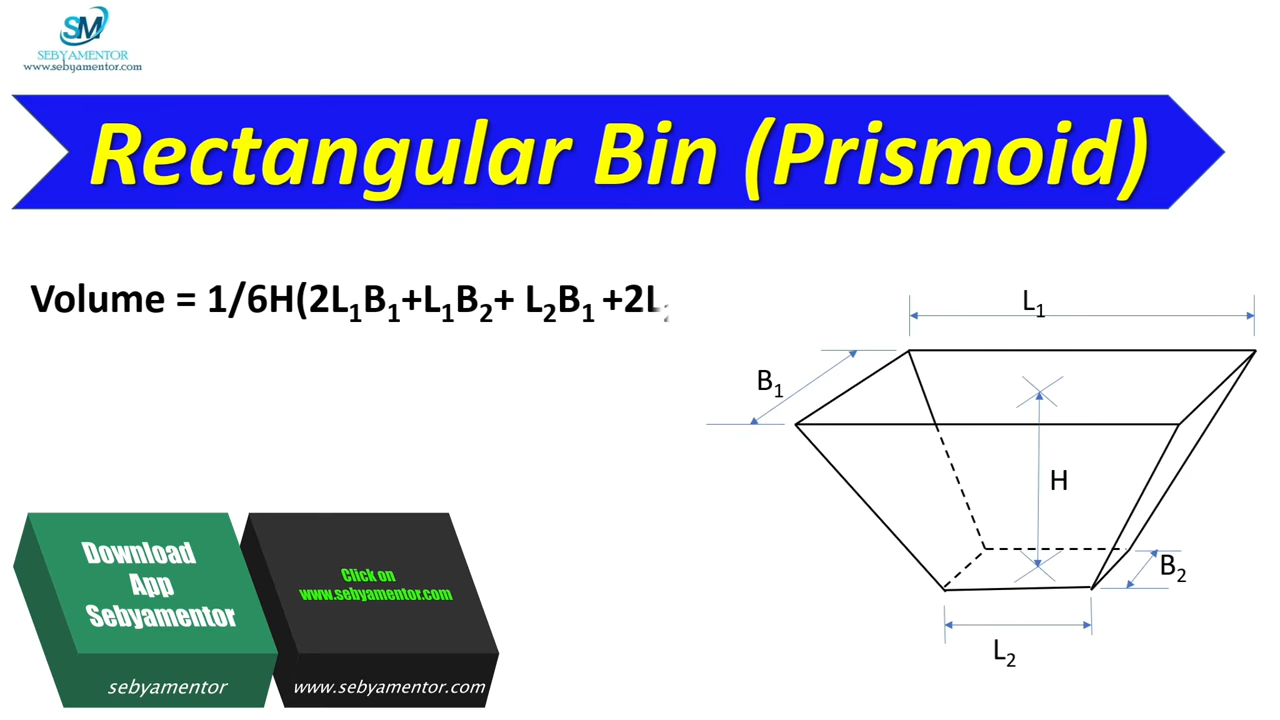 SM
SEBYAMENTOR
www.sebyamentor.com
Rectangular Bin (Prismoid)
Volume = 1/6H(2L₁B₁+L₁B₂+ L₂B₁ +2L
L₁
B₁
H
B₂
L₂
Download
App
Sebyamentor
sebyamentor
Click on
www.sebyamentor.com
www.sebyamentor.com